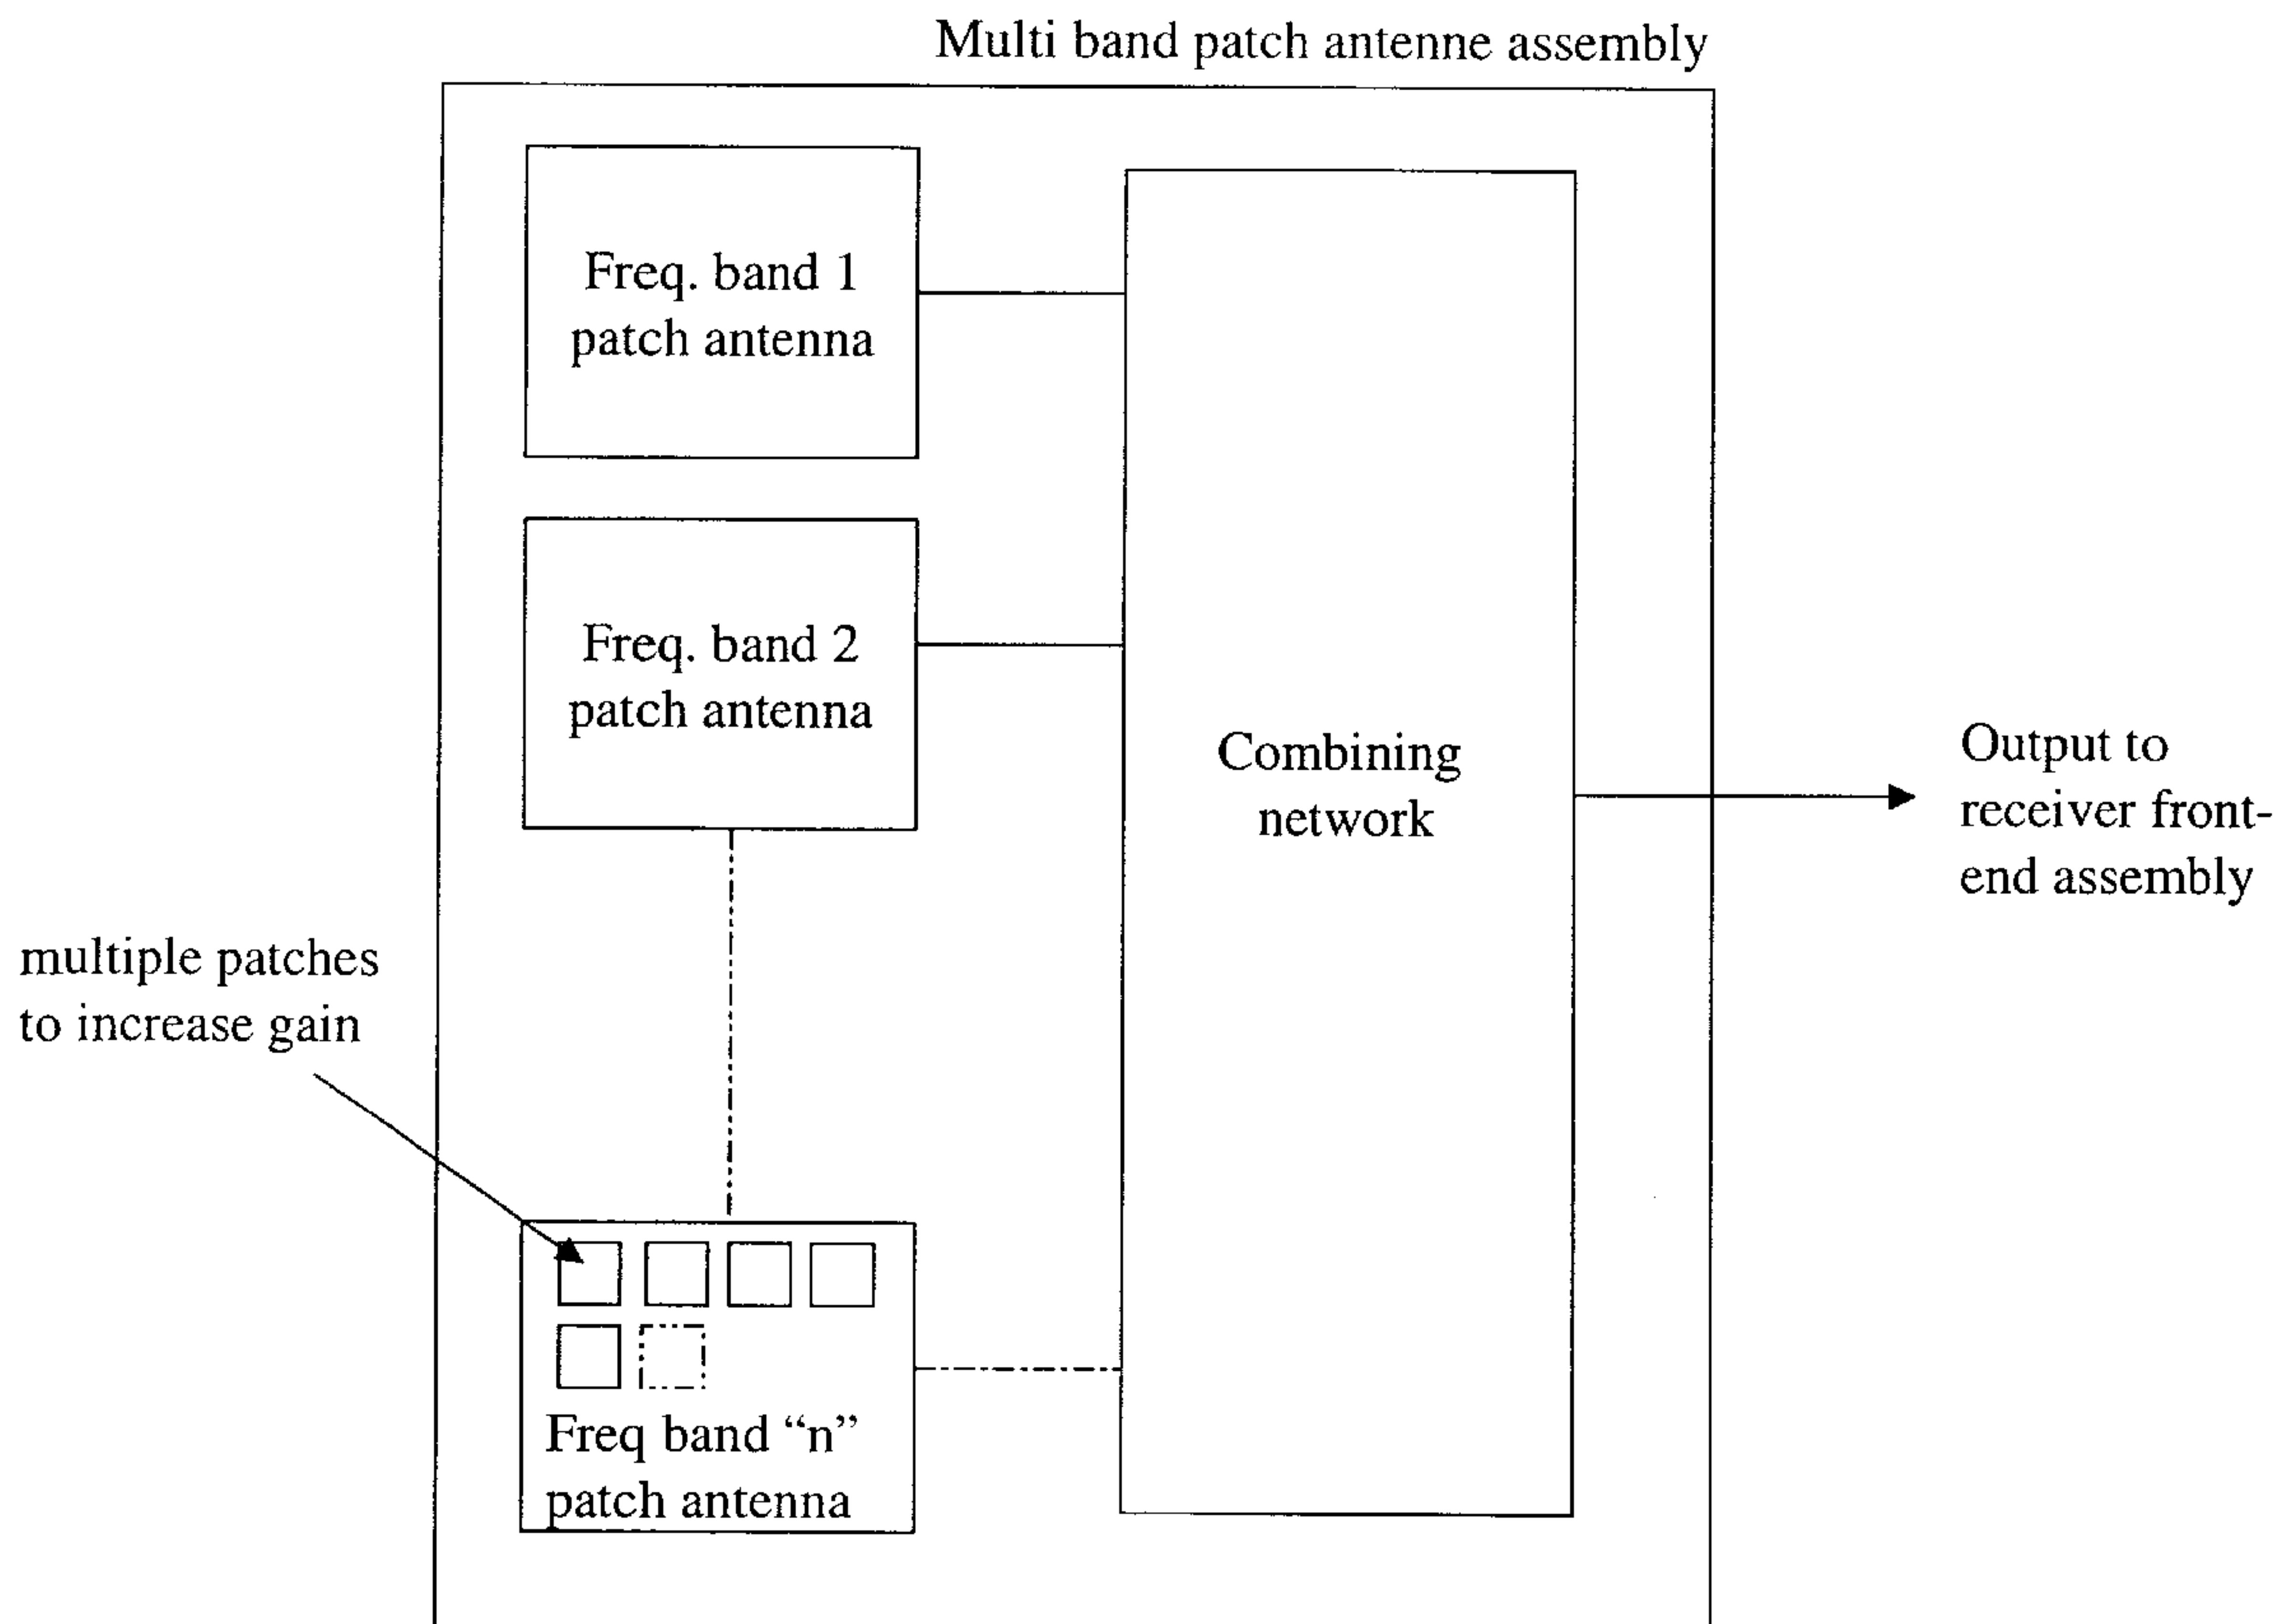 Multi band patch antenne assembly
Freq. band 1
patch antenna
Freq. band 2
patch antenna
Combining
network
Output to
receiver front-
end assembly
multiple patches
to increase gain
Freq band “n”
patch antenna